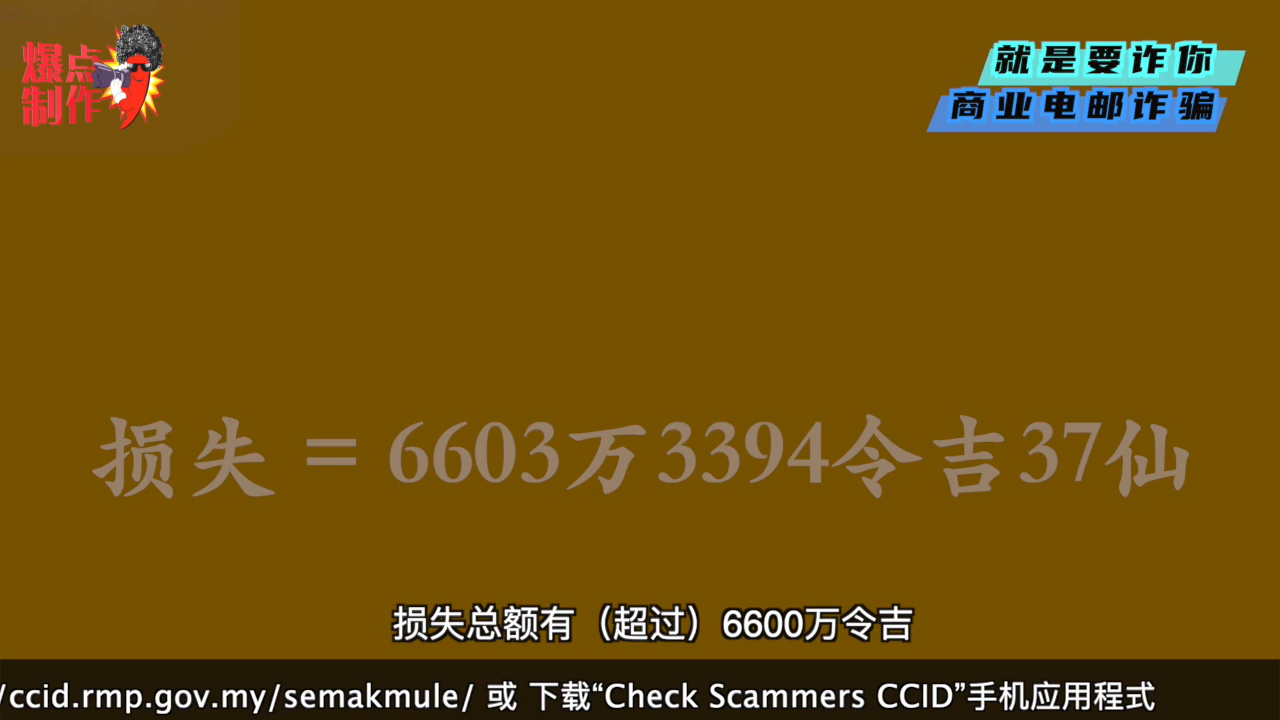 爆点
制作
就是要诈你
商业电邮诈骗
损失 = 6603万3394令吉37仙
损失总额有（超过）6600万令吉
/ccid.rmp.gov.my/semakmule/ 或 下载“Check Scammers CCID”手机应用程式